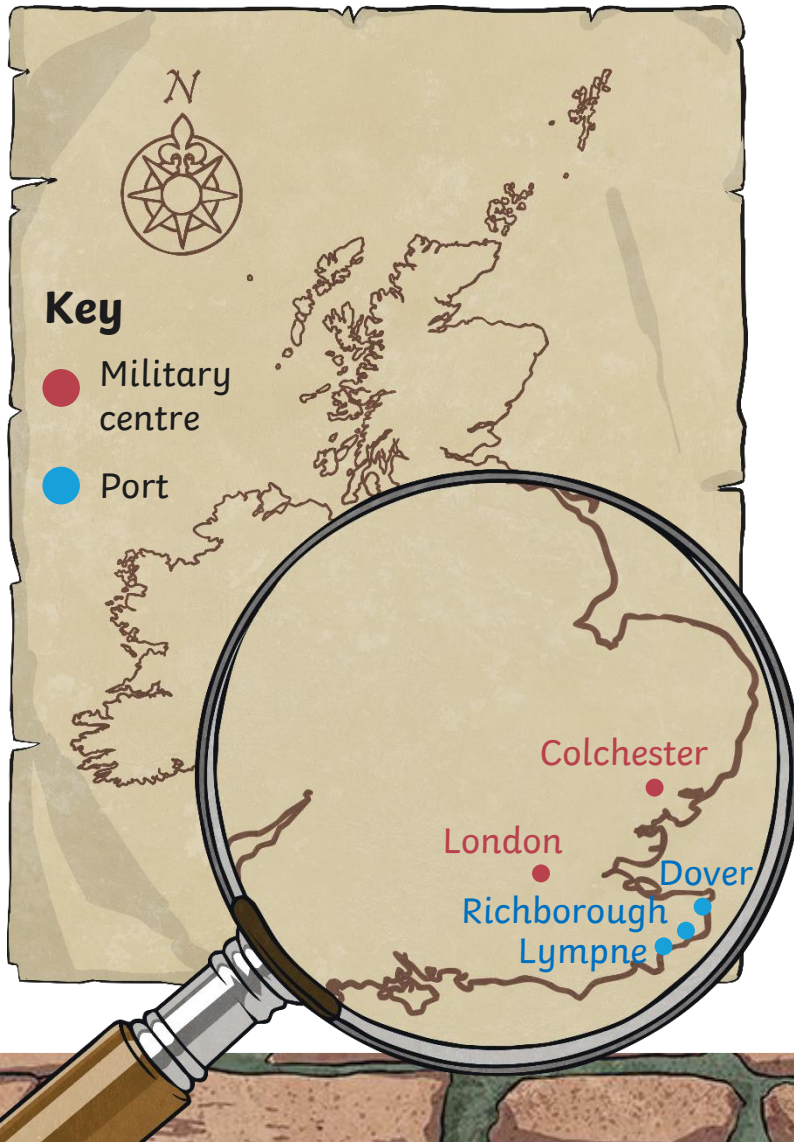 N
Key
Military
centre
Port
Colchester
London
Dover
Richborough
Lympne